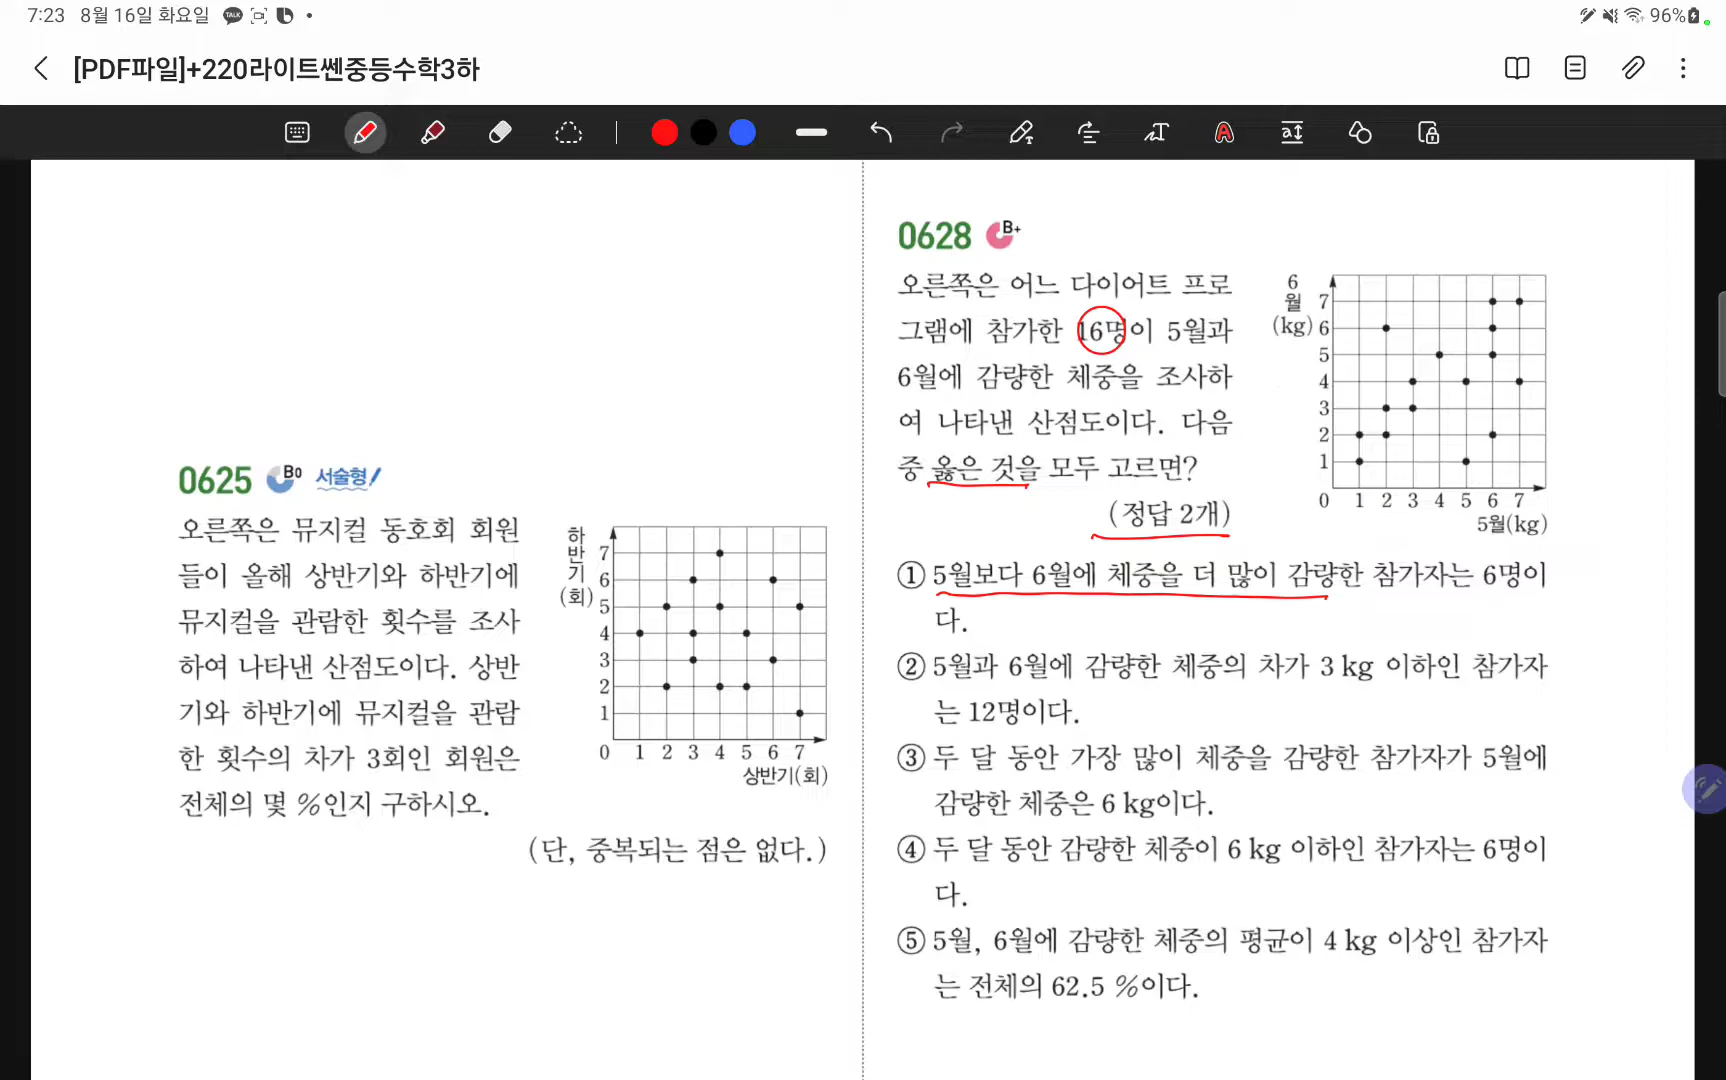 7:23 8월 16일 화요일 TALK 96%
[PDF파일]+220라이트쎈중등수학3하
0625 B0 서술형!
오른쪽은 뮤지컬 동호회 회원
들이 올해 상반기와 하반기에
뮤지컬을 관람한 횟수를 조사
하여 나타낸 산점도이다. 상반
기와 하반기에 뮤지컬을 관람
한 횟수의 차가 3회인 회원은
전체의 몇 %인지 구하시오.
(단, 중복되는 점은 없다.)
하반기(회)
7
6
5
4
3
2
1
0 1 2 3 4 5 6 7
상반기(회)
0628 B+
오른쪽은 어느 다이어트 프로
그램에 참가한 16명이 5월과
6월에 감량한 체중을 조사하
여 나타낸 산점도이다. 다음
중 옳은 것을 모두 고르면?
(정답 2개)
6월(kg)
7
6
5
4
3
2
1
0 1 2 3 4 5 6 7
5월(kg)
① 5월보다 6월에 체중을 더 많이 감량한 참가자는 6명이
다.
② 5월과 6월에 감량한 체중의 차가 3 kg 이하인 참가자
는 12명이다.
③ 두 달 동안 가장 많이 체중을 감량한 참가자가 5월에
감량한 체중은 6 kg이다.
④ 두 달 동안 감량한 체중이 6 kg 이하인 참가자는 6명이
다.
⑤ 5월, 6월에 감량한 체중의 평균이 4 kg 이상인 참가자
는 전체의 62.5 %이다.